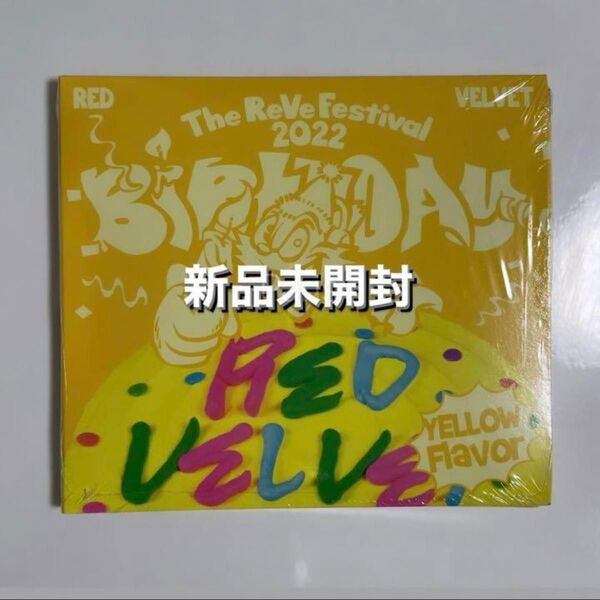 RED
VELVET
The ReVe Festival
2022
BiRTHDAY
新品未開封
RED
VELVE
YELLOW
Flavor